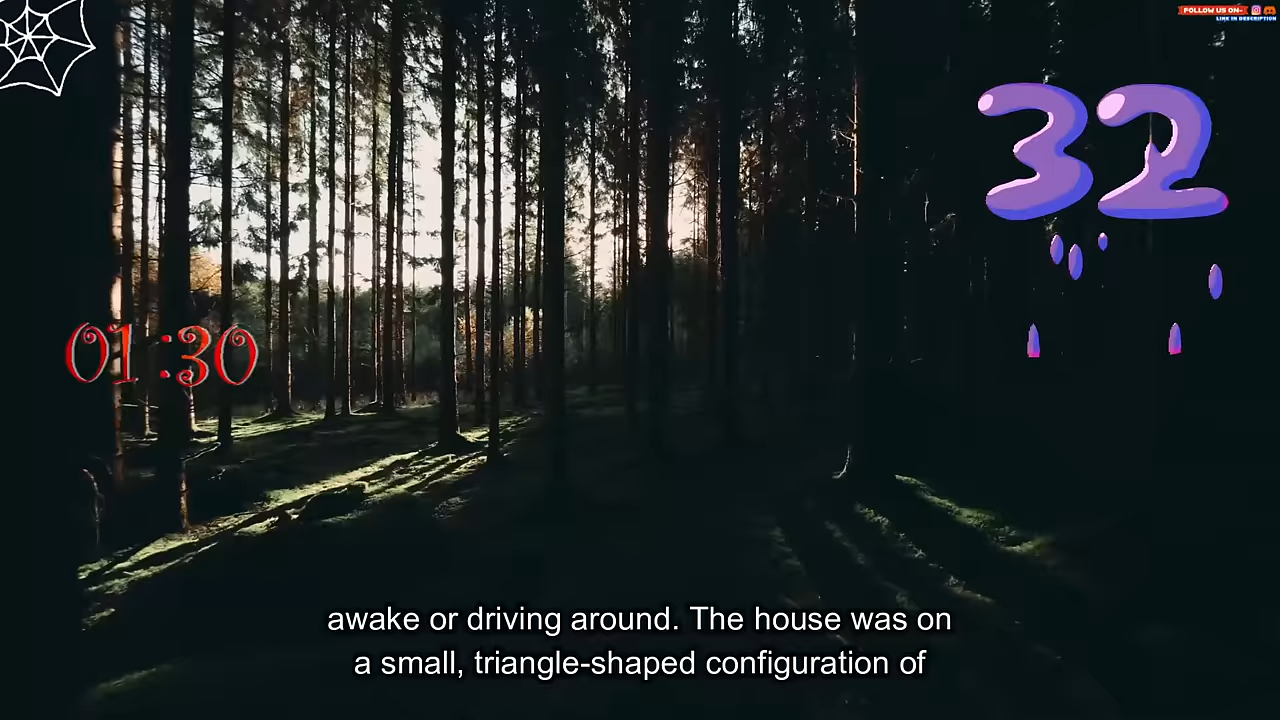 FOLLOW US ON-
LINK IN DESCRIPTION
32
01:30
awake or driving around. The house was on
a small, triangle-shaped configuration of